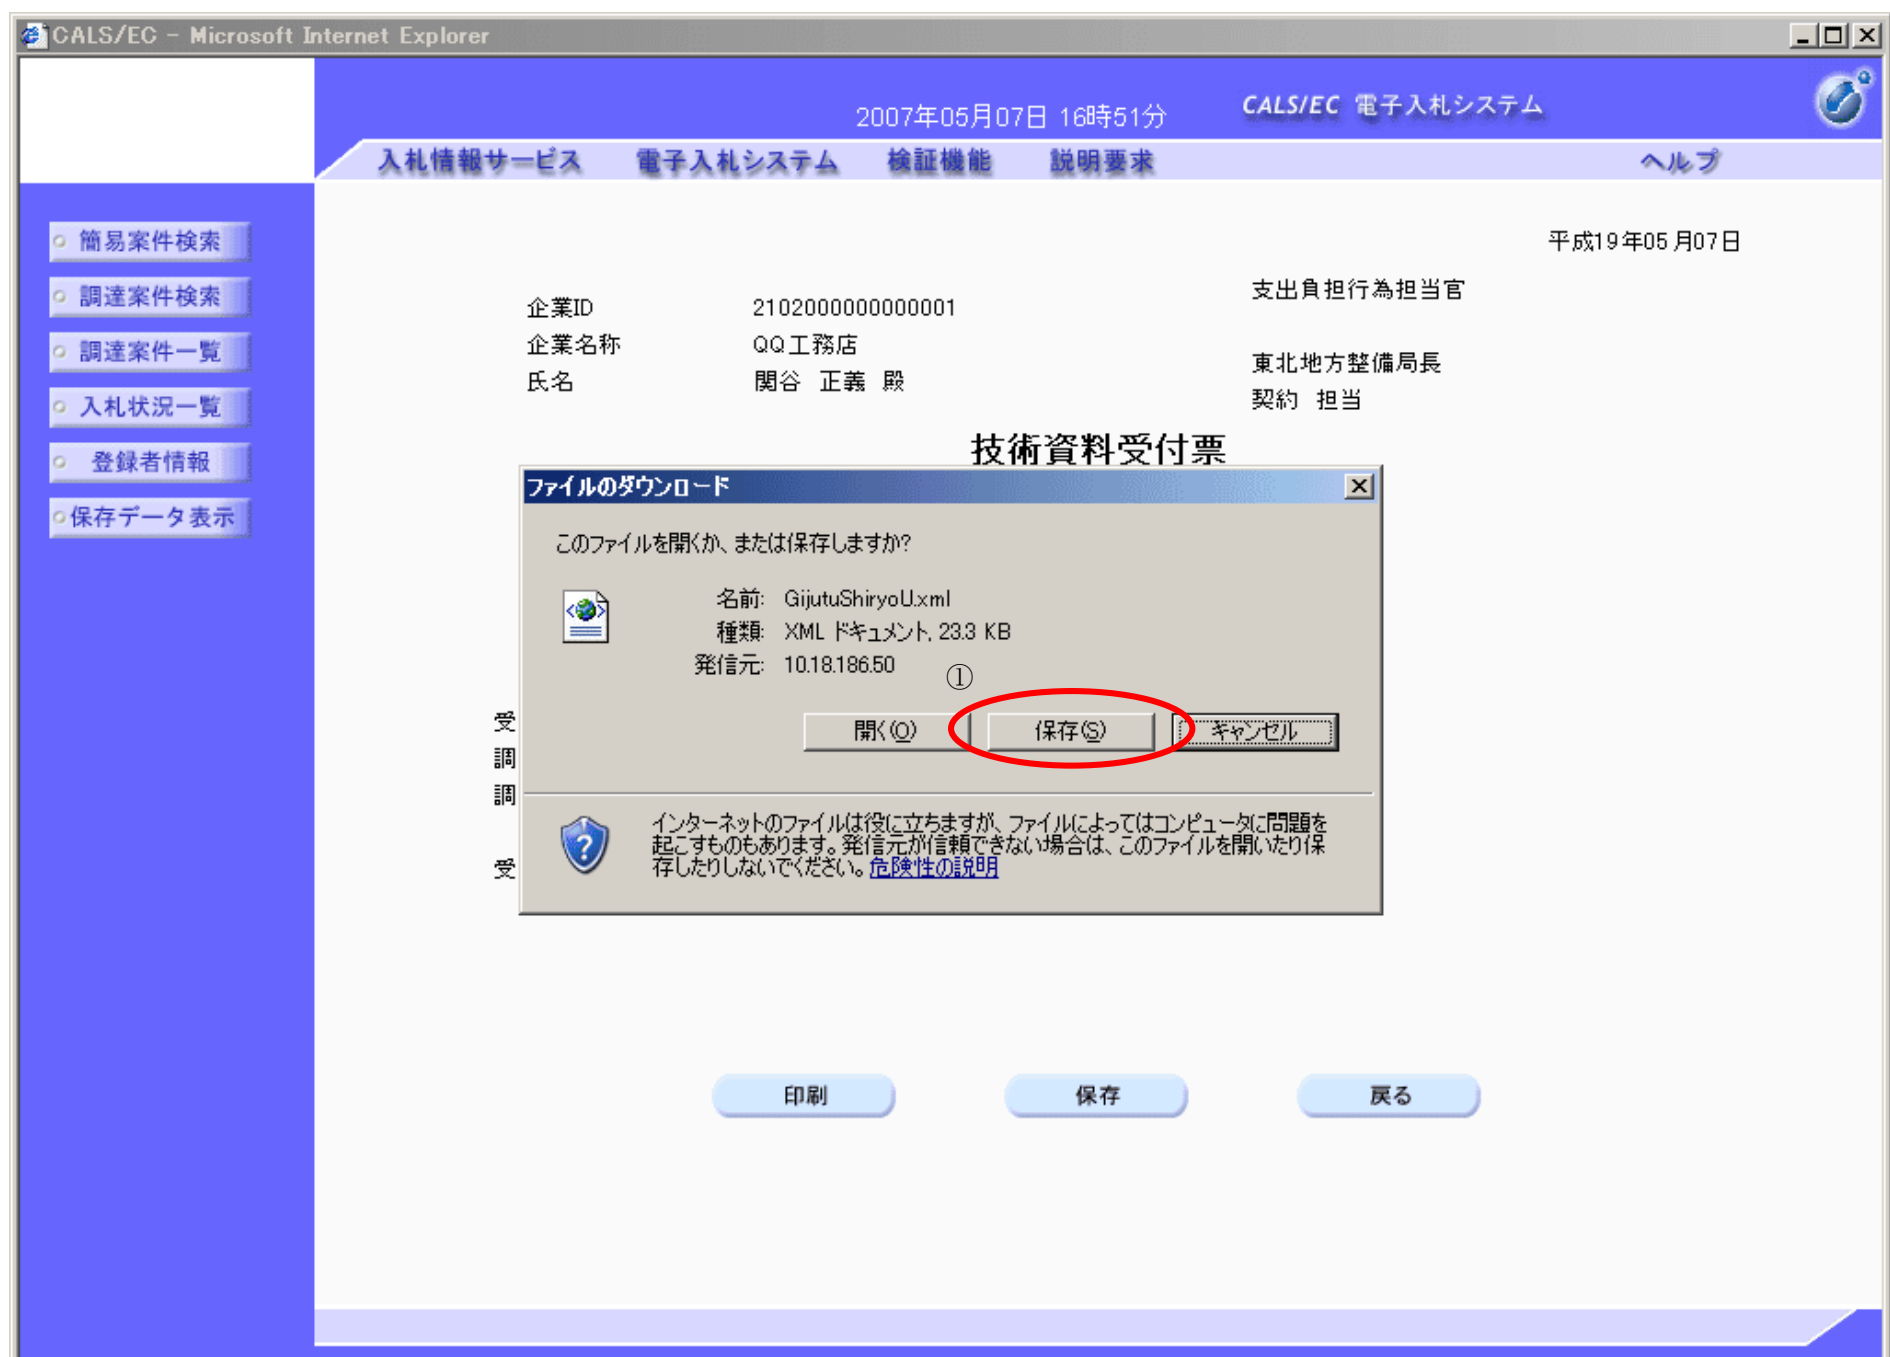 CALS/EC - Microsoft Internet Explorer
2007年05月07日 16時51分
CALS/EC 電子入札システム
入札情報サービス 電子入札システム 検証機能 説明要求 ヘルプ
簡易案件検索
調達案件検索
調達案件一覧
入札状況一覧
登録者情報
保存データ表示
平成19年05月07日
支出負担行為担当官
企業ID 2102000000000001
企業名称 QQ工務店
東北地方整備局長
氏名 関谷 正義 殿
契約 担当
技術資料受付票
ファイルのダウンロード
このファイルを開くか、または保存しますか?
名前: GijutuShiryoU.xml
種類: XML ドキュメント, 23.3 KB
発信元: 10.18.186.50
①
受
開く(O) 保存(S) キャンセル
調
調
インターネットのファイルは役に立ちますが、ファイルによってはコンピュータに問題を
起こすものもあります。発信元が信頼できない場合は、このファイルを開いたり保
存したりしないでください。危険性の説明
受
印刷 保存 戻る